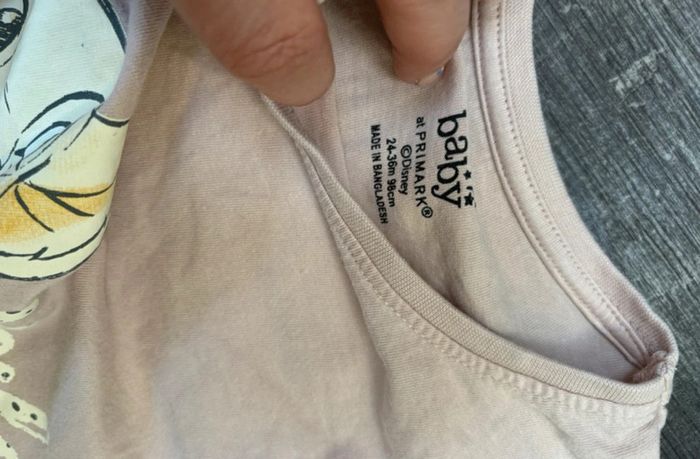 baby
at PRIMARK®
©Disney
24-36m 98cm
MADE IN BANGLADESH